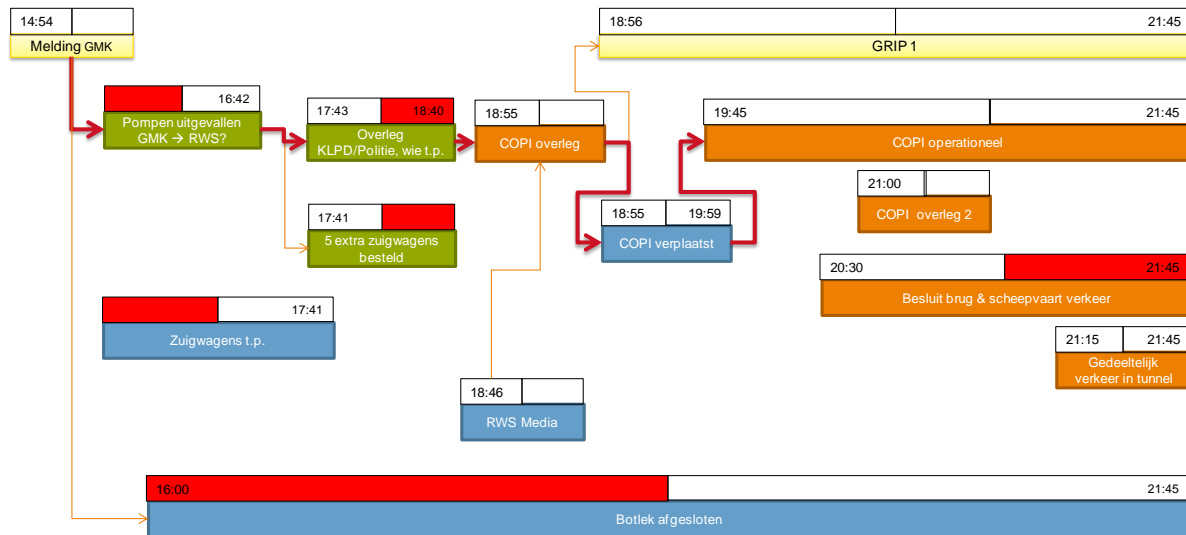 14:54
Melding GMK
18:56 21:45
GRIP 1
16:42
Pompen uitgevallen
GMK → RWS?
17:43 18:40
Overleg
KLPD/Politie, wie t.p.
18:55
COPI overleg
19:45 21:45
COPI operationeel
21:00
COPI overleg 2
17:41
5 extra zuigwagens
besteld
18:55 19:59
COPI verplaatst
20:30 21:45
Besluit brug & scheepvaart verkeer
17:41
Zuigwagens t.p.
21:15 21:45
Gedeeltelijk
verkeer in tunnel
18:46
RWS Media
16:00 21:45
Botlek afgesloten